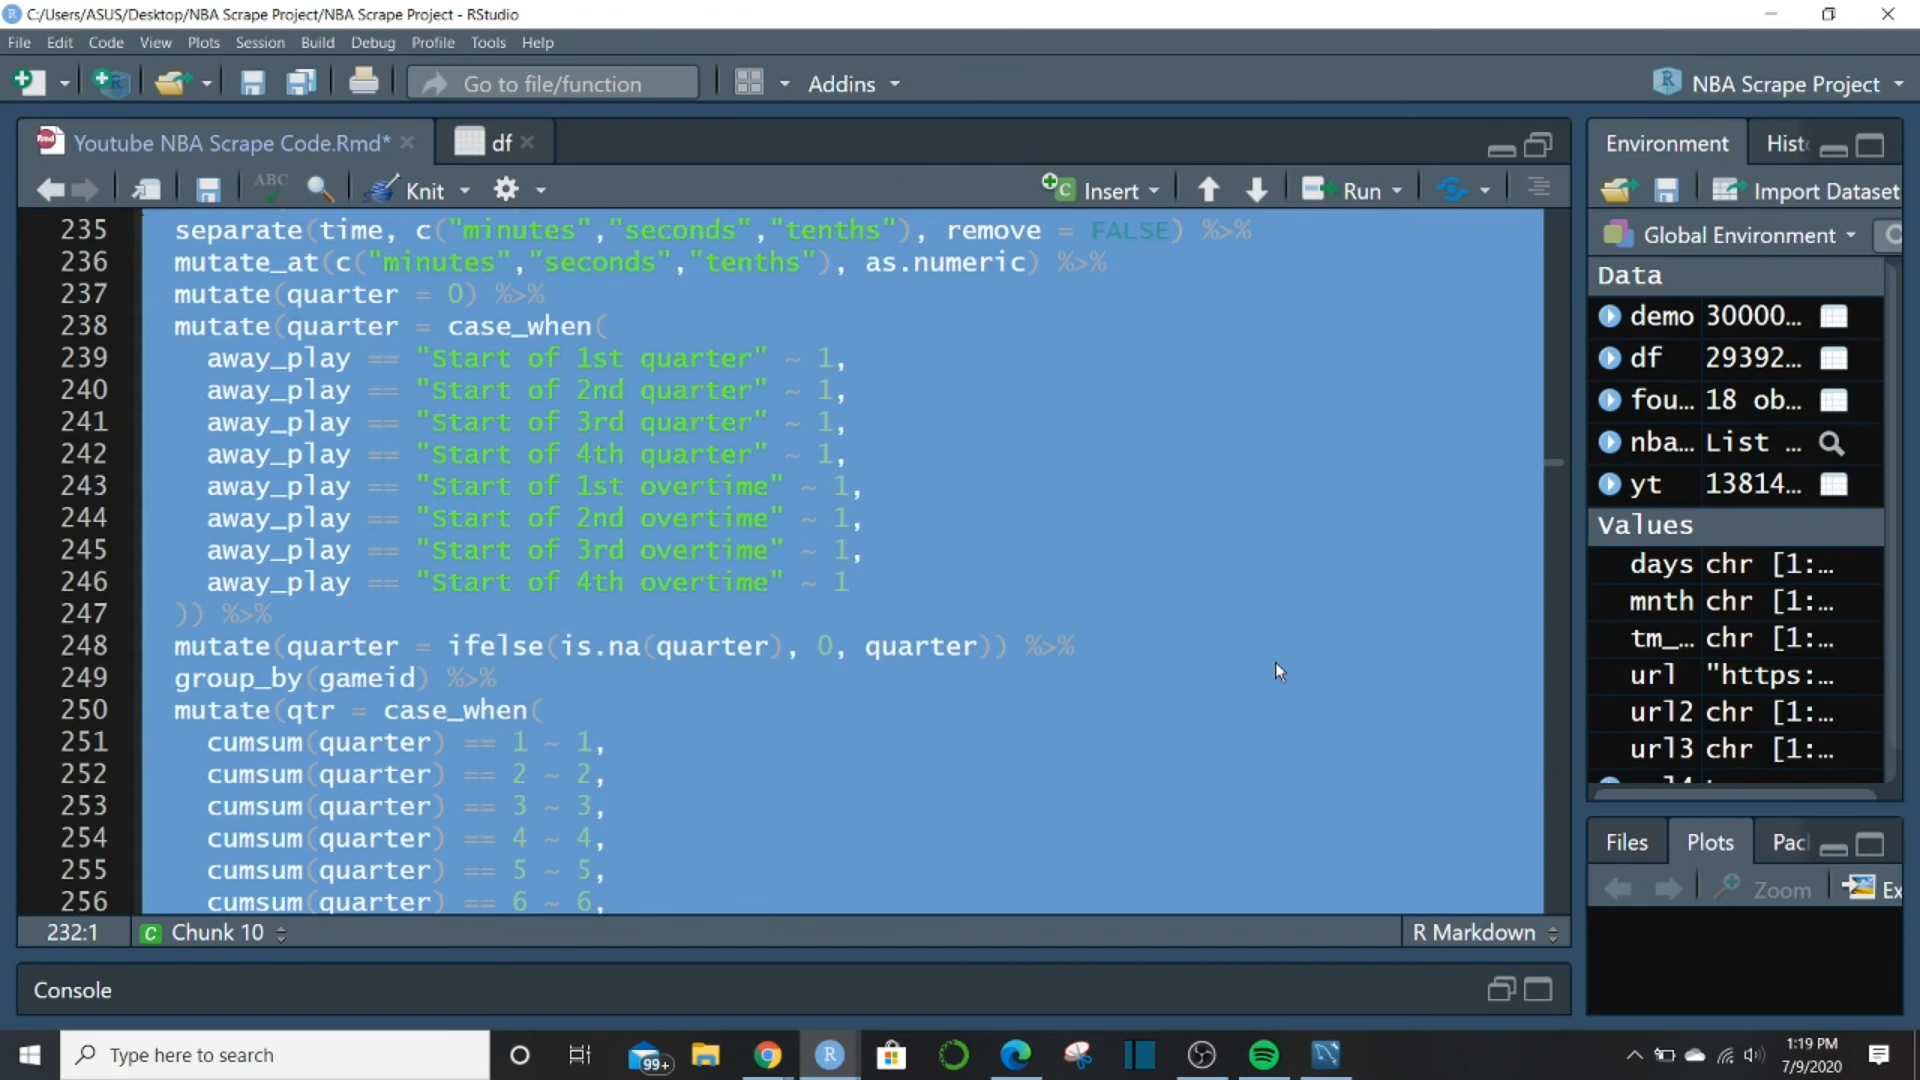 C:/Users/ASUS/Desktop/NBA Scrape Project/NBA Scrape Project - RStudio
File Edit Code View Plots Session Build Debug Profile Tools Help
Go to file/function
Addins
NBA Scrape Project
Youtube NBA Scrape Code.Rmd*
df
ABC
Knit
Insert
Run
235 separate(time, c("minutes","seconds","tenths"), remove = FALSE) %>%
236 mutate_at(c("minutes","seconds","tenths"), as.numeric) %>%
237 mutate(quarter = 0) %>%
238 mutate(quarter = case_when(
239 away_play == "Start of 1st quarter" ~ 1,
240 away_play == "Start of 2nd quarter" ~ 1,
241 away_play == "Start of 3rd quarter" ~ 1,
242 away_play == "Start of 4th quarter" ~ 1,
243 away_play == "Start of 1st overtime" ~ 1,
244 away_play == "Start of 2nd overtime" ~ 1,
245 away_play == "Start of 3rd overtime" ~ 1,
246 away_play == "Start of 4th overtime" ~ 1
247 )) %>%
248 mutate(quarter = ifelse(is.na(quarter), 0, quarter)) %>%
249 group_by(gameid) %>%
250 mutate(qtr = case_when(
251 cumsum(quarter) == 1 ~ 1,
252 cumsum(quarter) == 2 ~ 2,
253 cumsum(quarter) == 3 ~ 3,
254 cumsum(quarter) == 4 ~ 4,
255 cumsum(quarter) == 5 ~ 5,
256 cumsum(quarter) == 6 ~ 6,
232:1
Chunk 10
R Markdown
Console
Environment
Histo
Import Dataset
Global Environment
Data
demo 30000...
df 29392...
fou... 18 ob...
nba... List ...
yt 13814...
Values
days chr [1:...
mnth chr [1:...
tm_... chr [1:...
url "https:...
url2 chr [1:...
url3 chr [1:...
Files
Plots
Pac
Zoom
Ex
Type here to search
99+
1:19 PM
7/9/2020